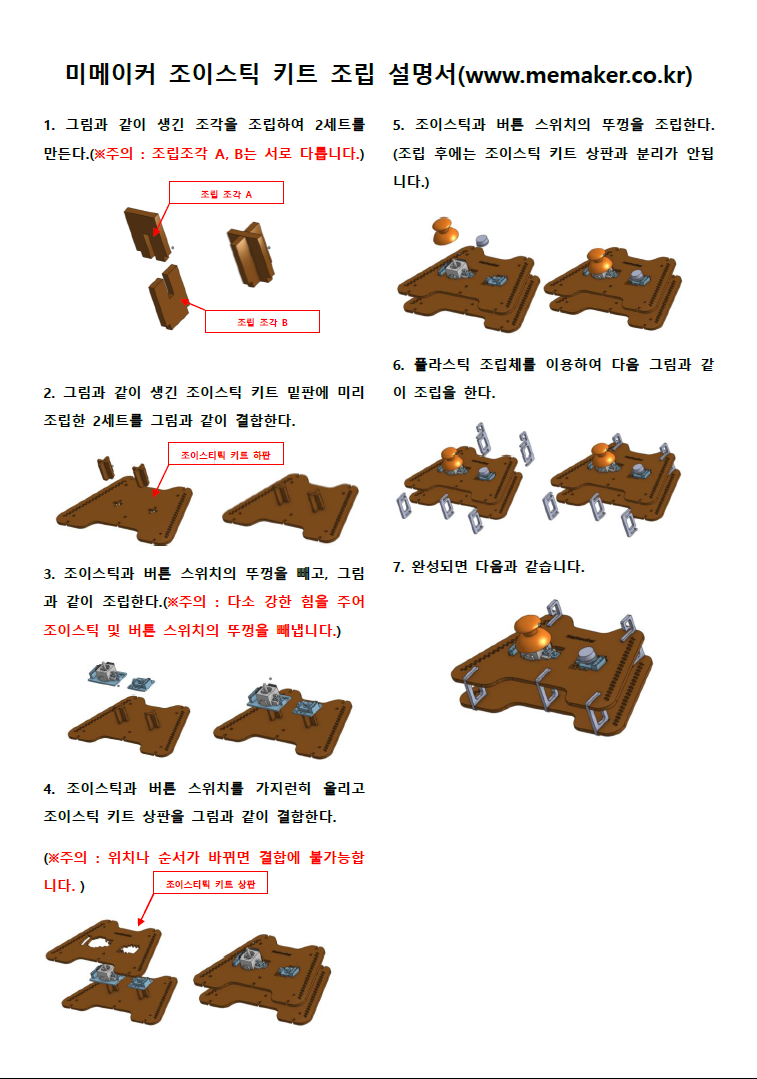 미메이커 조이스틱 키트 조립 설명서(www.memaker.co.kr)
1. 그림과 같이 생긴 조각을 조립하여 2세트를
만든다.(※주의 : 조립조각 A, B는 서로 다릅니다.)
조립 조각 A
조립 조각 B
2. 그림과 같이 생긴 조이스틱 키트 밑판에 미리
조립한 2세트를 그림과 같이 결합한다.
조이스티틱 키트 하판
3. 조이스틱과 버튼 스위치의 뚜껑을 빼고, 그림
과 같이 조립한다.(※주의 : 다소 강한 힘을 주어
조이스틱 및 버튼 스위치의 뚜껑을 빼냅니다.)
4. 조이스틱과 버튼 스위치를 가지런히 올리고
조이스틱 키트 상판을 그림과 같이 결합한다.
(※주의 : 위치나 순서가 바뀌면 결합에 불가능합
니다. )
조이스티틱 키트 상판
5. 조이스틱과 버튼 스위치의 뚜껑을 조립한다.
(조립 후에는 조이스틱 키트 상판과 분리가 안됩
니다.)
6. 플라스틱 조립체를 이용하여 다음 그림과 같
이 조립을 한다.
7. 완성되면 다음과 같습니다.